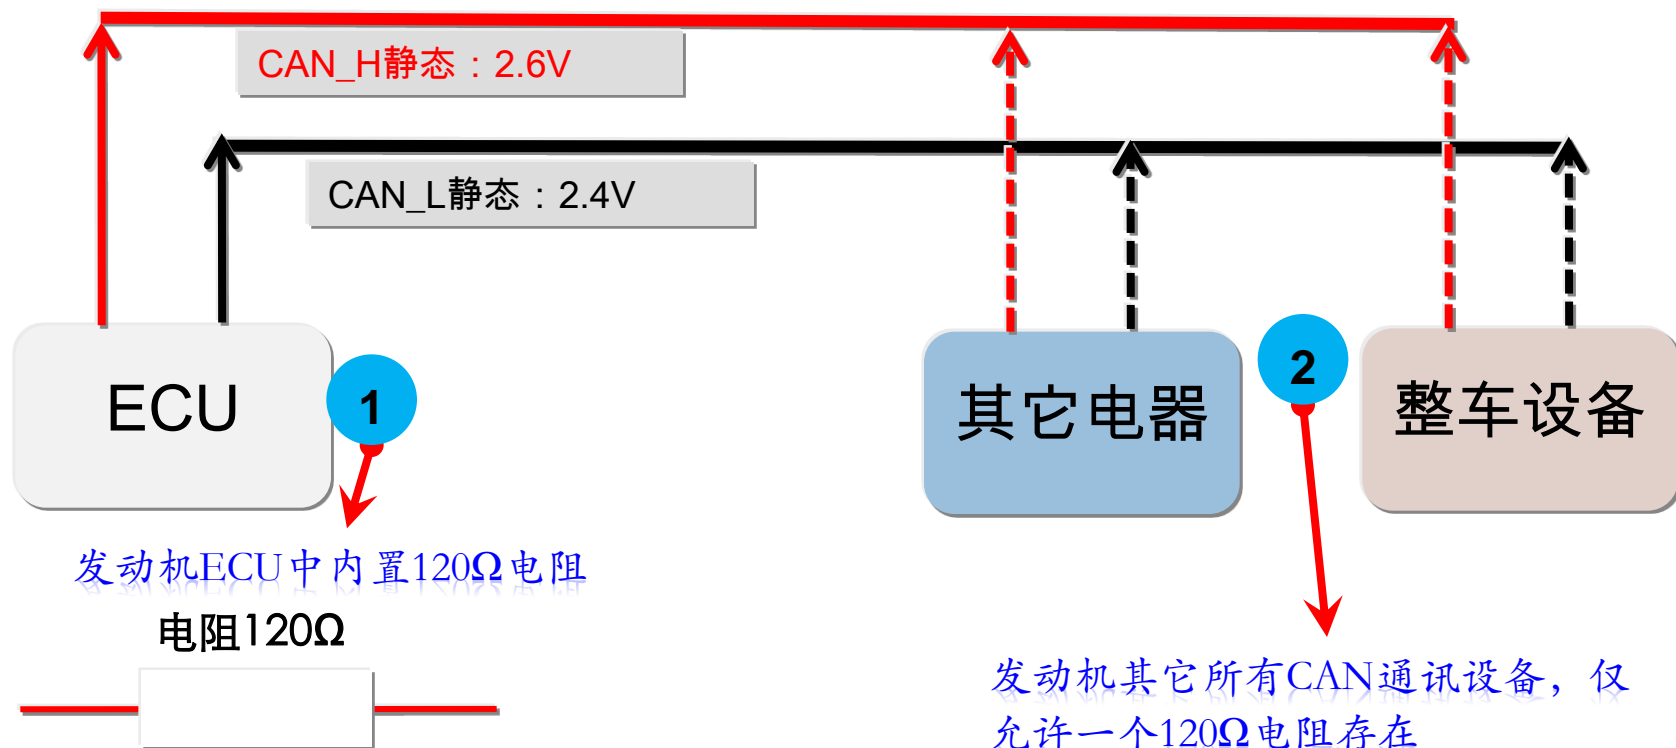 CAN_H静态：2.6V
CAN_L静态：2.4V
ECU
1
其它电器
2
整车设备
发动机ECU中内置120Ω电阻
电阻120Ω
发动机其它所有CAN通讯设备，仅
允许一个120Ω电阻存在